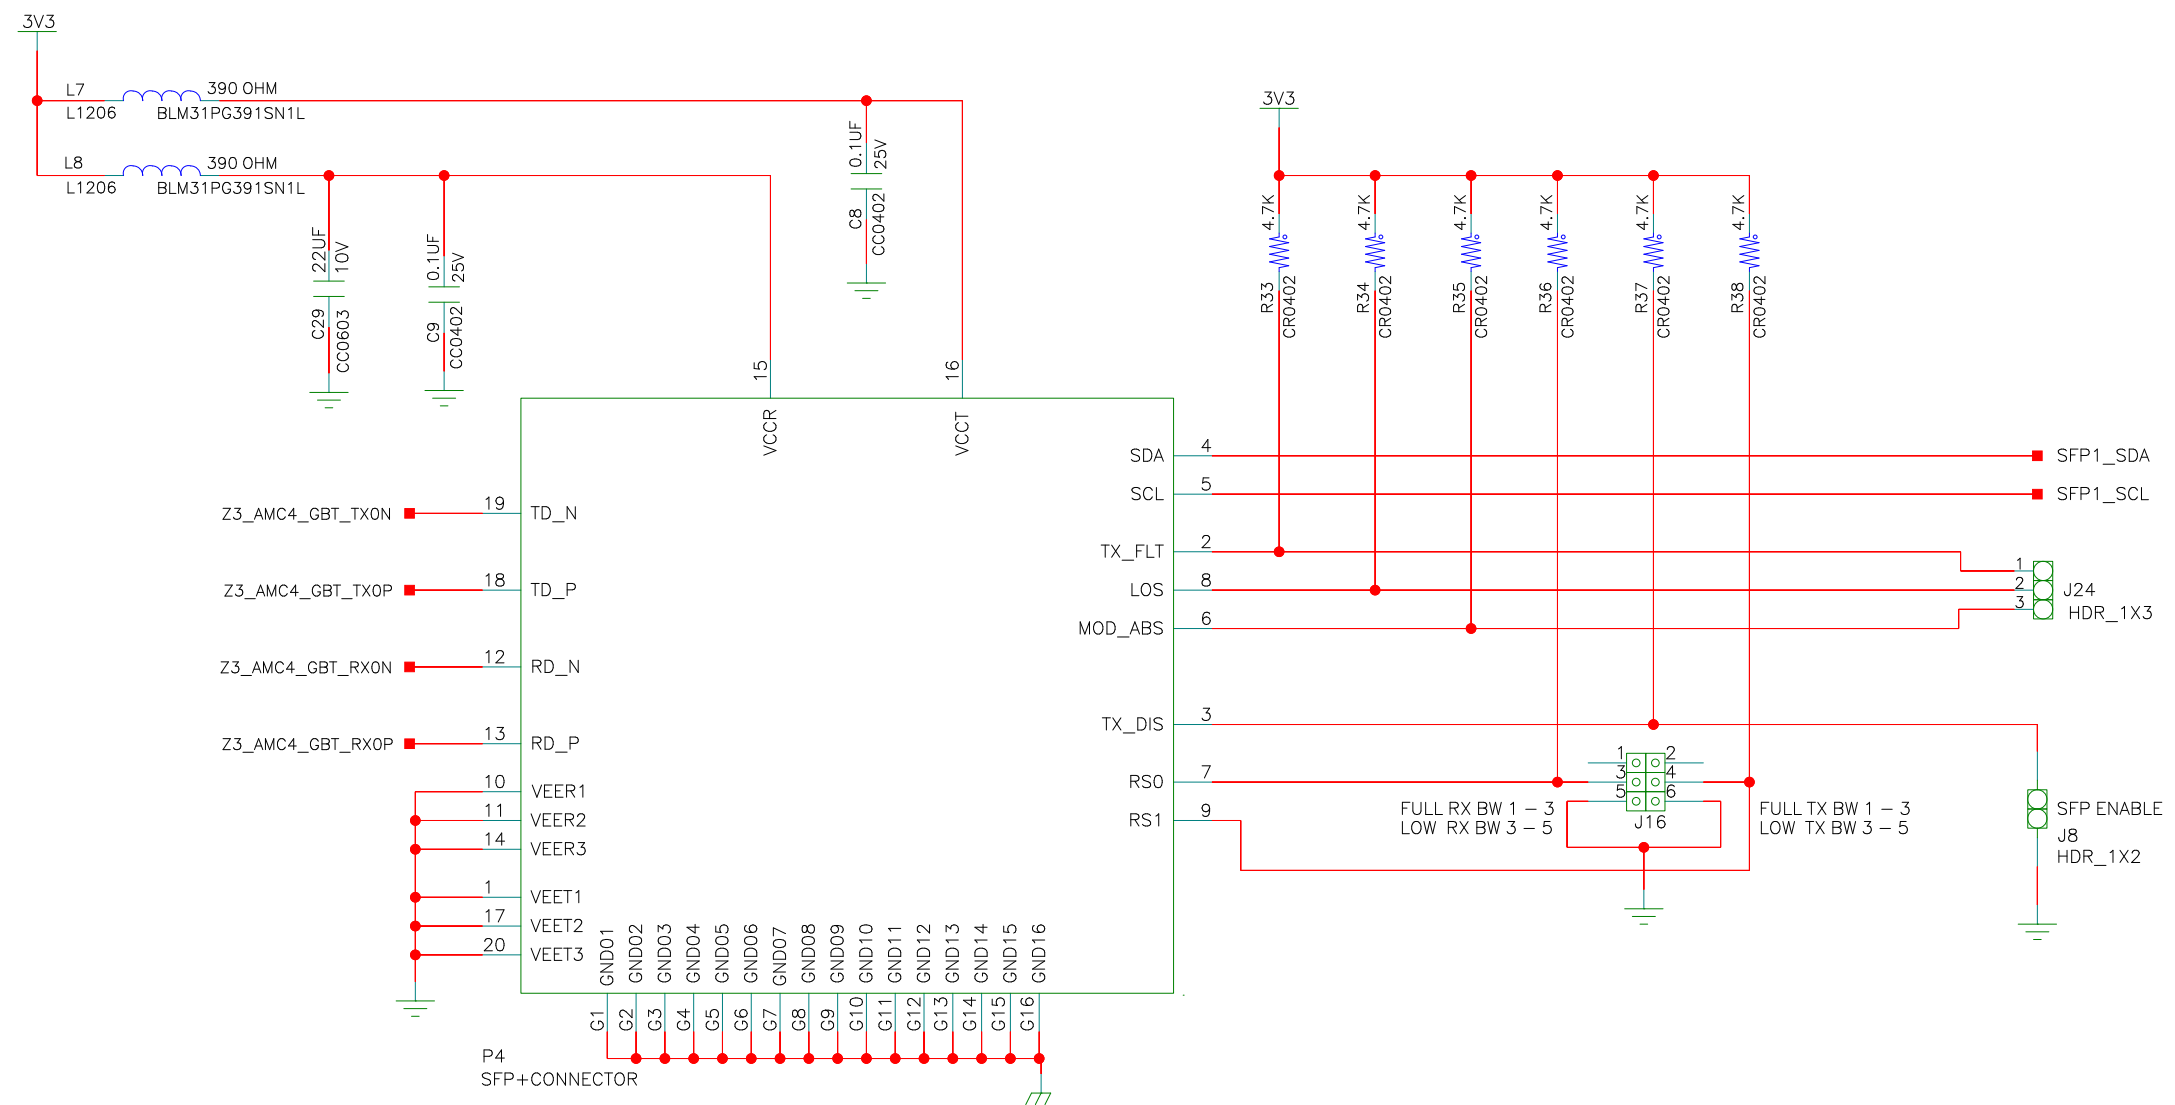 3V3
L7
390 OHM
L1206
BLM31PG391SN1L
L8
390 OHM
L1206
BLM31PG391SN1L
22UF
10V
C29
CC0603
0.1UF
25V
C9
CC0402
0.1UF
25V
C8
CC0402
15
VCCR
16
VCCT
3V3
4.7K
R33
CR0402
4.7K
R34
CR0402
4.7K
R35
CR0402
4.7K
R36
CR0402
4.7K
R37
CR0402
4.7K
R38
CR0402
Z3_AMC4_GBT_TX0N
19
TD_N
Z3_AMC4_GBT_TX0P
18
TD_P
Z3_AMC4_GBT_RX0N
12
RD_N
Z3_AMC4_GBT_RX0P
13
RD_P
10
VEER1
11
VEER2
14
VEER3
1
VEET1
17
VEET2
20
VEET3
SDA
4
SFP1_SDA
SCL
5
SFP1_SCL
TX_FLT
2
LOS
8
MOD_ABS
6
1
2
3
J24
HDR_1X3
TX_DIS
3
RS0
7
RS1
9
1
2
3
4
5
6
J16
FULL RX BW 1 - 3
LOW RX BW 3 - 5
FULL TX BW 1 - 3
LOW TX BW 3 - 5
SFP ENABLE
J8
HDR_1X2
GND01
GND02
GND03
GND04
GND05
GND06
GND07
GND08
GND09
GND10
GND11
GND12
GND13
GND14
GND15
GND16
G1
G2
G3
G4
G5
G6
G7
G8
G9
G10
G11
G12
G13
G14
G15
G16
P4
SFP+CONNECTOR